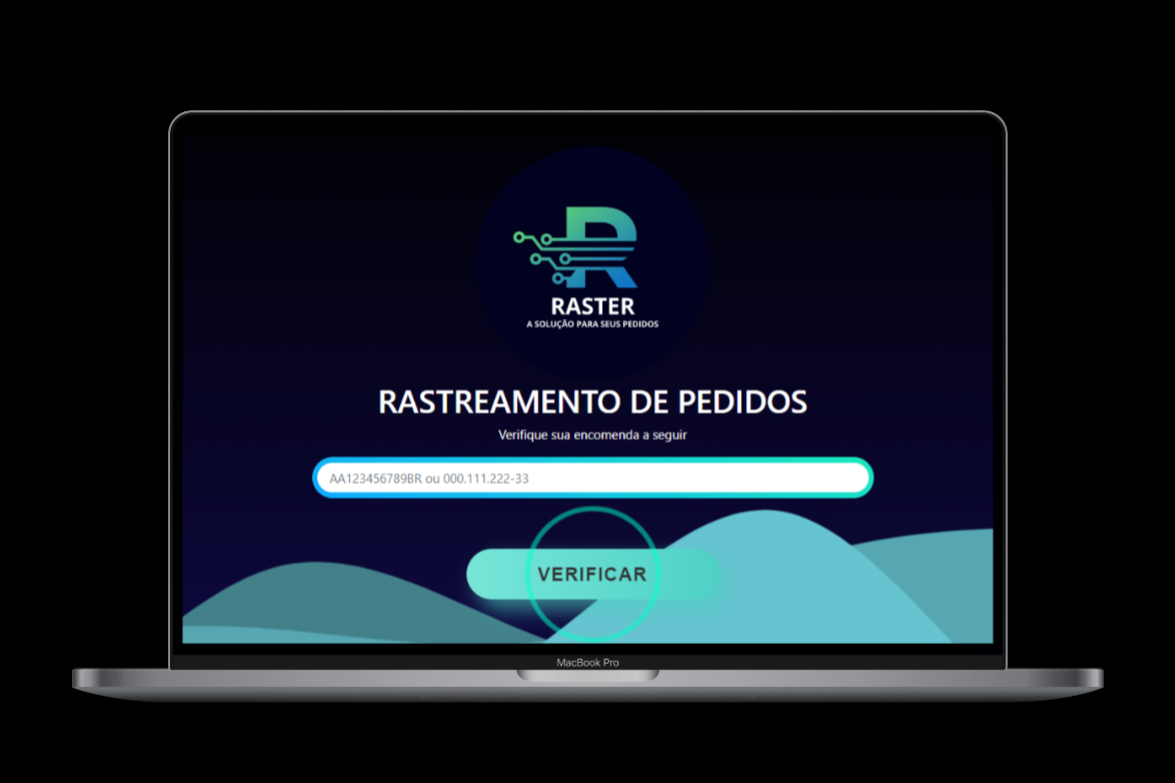 RASTER
A SOLUÇÃO PARA SEUS PEDIDOS
RASTREAMENTO DE PEDIDOS
Verifique sua encomenda a seguir
AA123456789BR ou 000.111.222-33
VERIFICAR
MacBook Pro